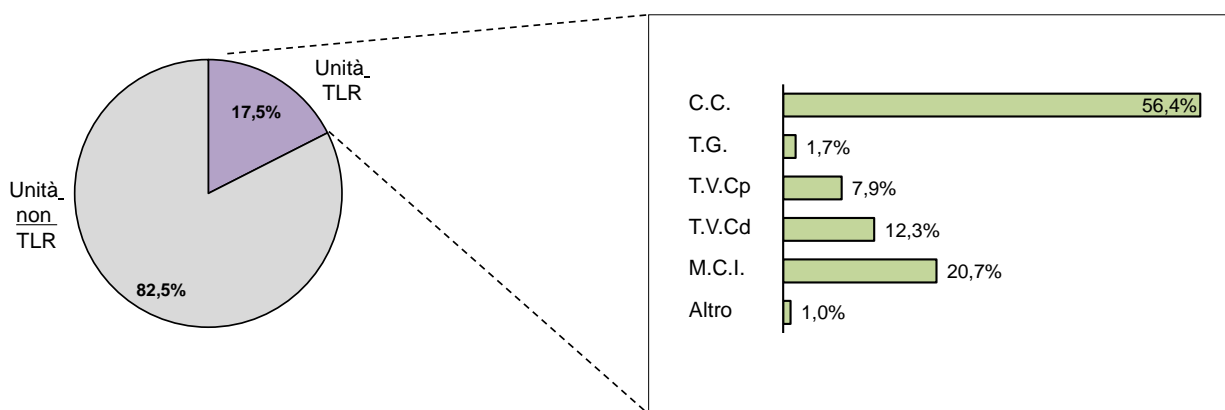 Unità
TLR
17,5%
Unità
non
TLR
82,5%
C.C. 56,4%
T.G. 1,7%
T.V.Cp 7,9%
T.V.Cd 12,3%
M.C.I. 20,7%
Altro 1,0%